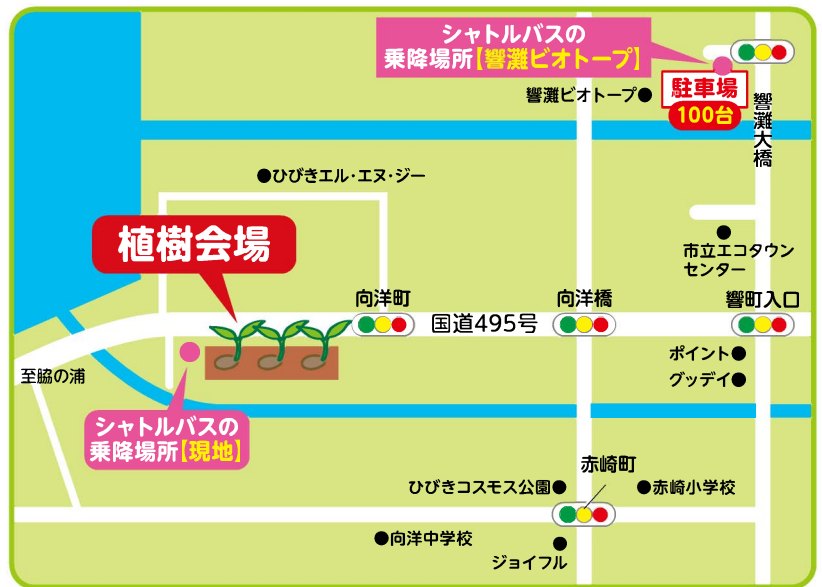 シャトルバスの
乗降場所【響灘ビオトープ】
響灘ビオトープ
駐車場
100台
響灘大橋
ひびきエル・エヌ・ジー
植樹会場
市立エコタウン
センター
向洋町
国道495号
向洋橋
響町入口
ポイント
グッデイ
至脇の浦
シャトルバスの
乗降場所【現地】
赤崎町
ひびきコスモス公園
赤崎小学校
向洋中学校
ジョイフル